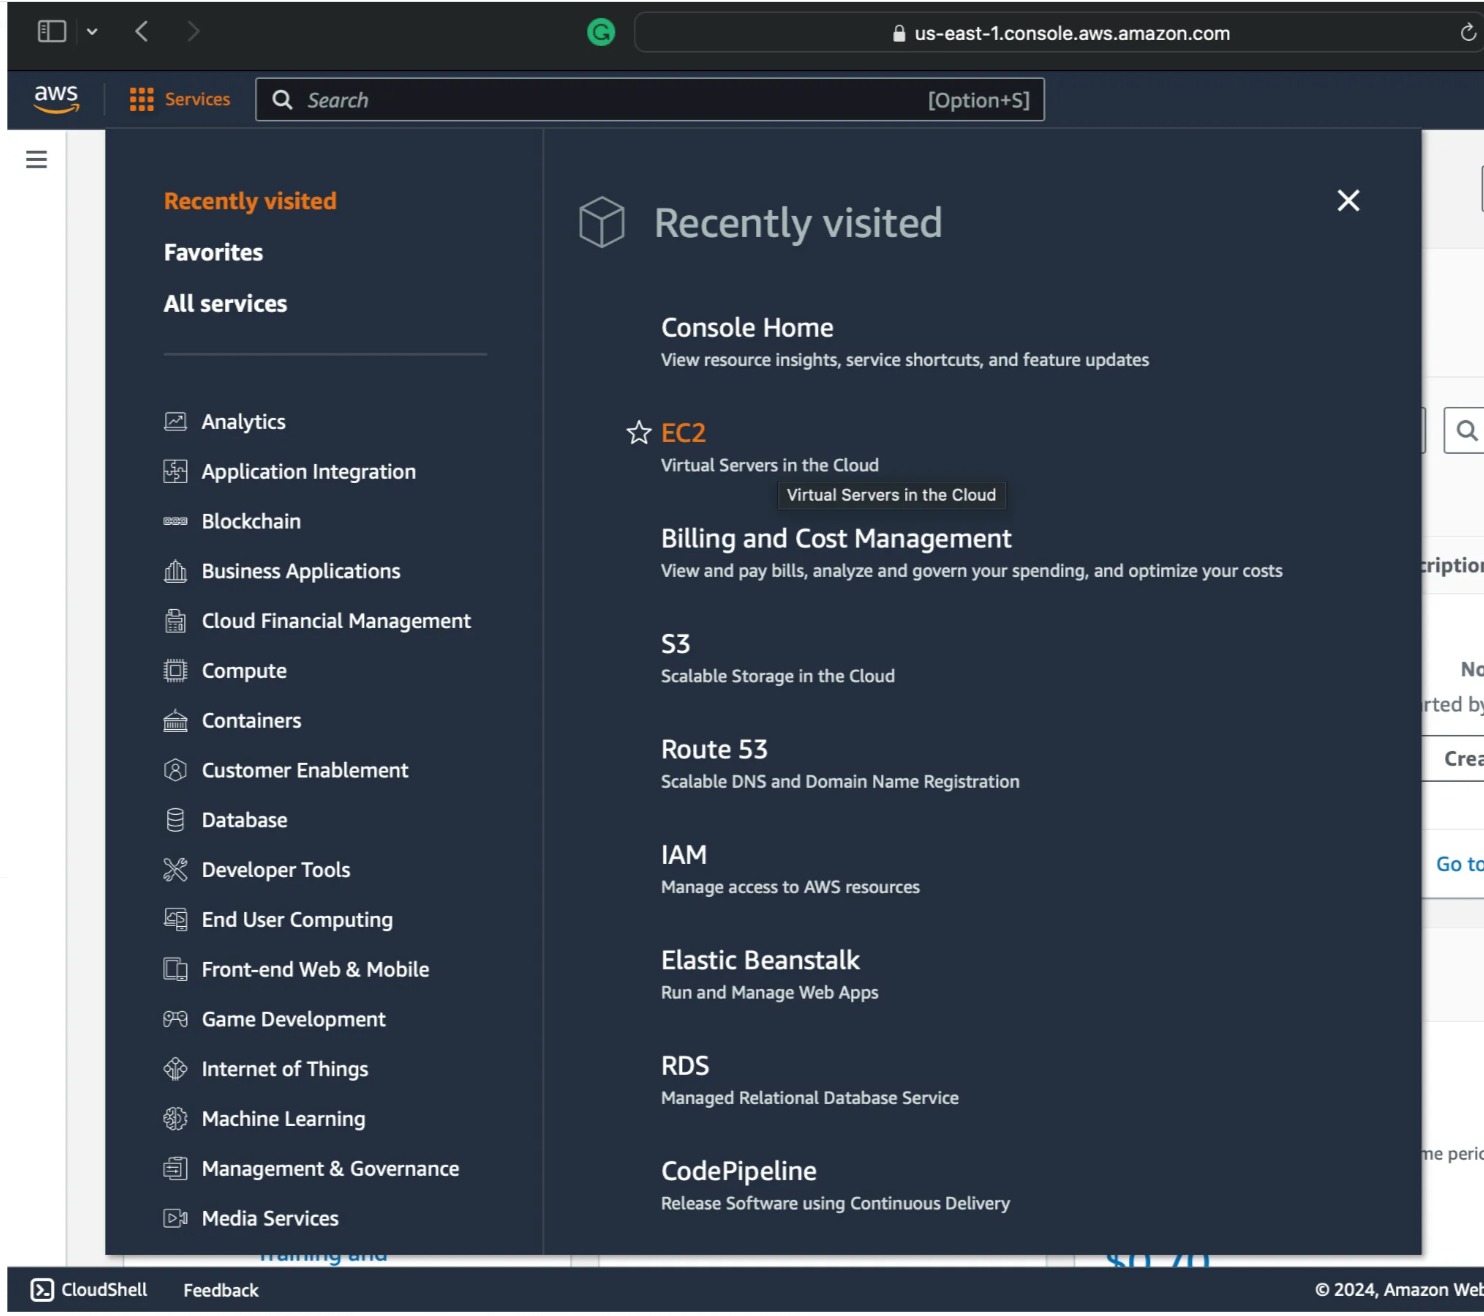 us-east-1.console.aws.amazon.com
aws
Services
Search
[Option+S]
Recently visited
Favorites
All services
Analytics
Application Integration
Blockchain
Business Applications
Cloud Financial Management
Compute
Containers
Customer Enablement
Database
Developer Tools
End User Computing
Front-end Web & Mobile
Game Development
Internet of Things
Machine Learning
Management & Governance
Media Services
Recently visited
Console Home
View resource insights, service shortcuts, and feature updates
EC2
Virtual Servers in the Cloud
Virtual Servers in the Cloud
Billing and Cost Management
View and pay bills, analyze and govern your spending, and optimize your costs
S3
Scalable Storage in the Cloud
Route 53
Scalable DNS and Domain Name Registration
IAM
Manage access to AWS resources
Elastic Beanstalk
Run and Manage Web Apps
RDS
Managed Relational Database Service
CodePipeline
Release Software using Continuous Delivery
Go to
Training and
CloudShell
Feedback
© 2024, Amazon Web